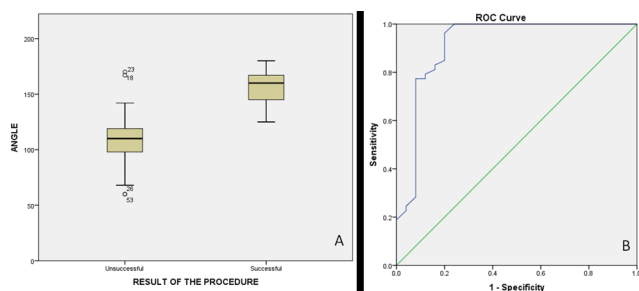 ANGLE
200
150
100
50
0
23
18
26
53
Unsuccessful
Successful
RESULT OF THE PROCEDURE
A
ROC Curve
Sensitivity
1.0
0.8
0.6
0.4
0.2
0.0
0.0
0.2
0.4
0.6
0.8
1.0
1 - Specificity
B